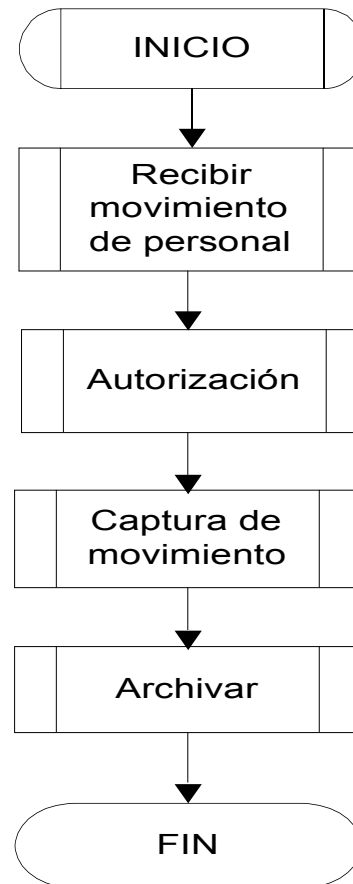 INICIO
Recibir
movimiento
de personal
Autorización
Captura de
movimiento
Archivar
FIN